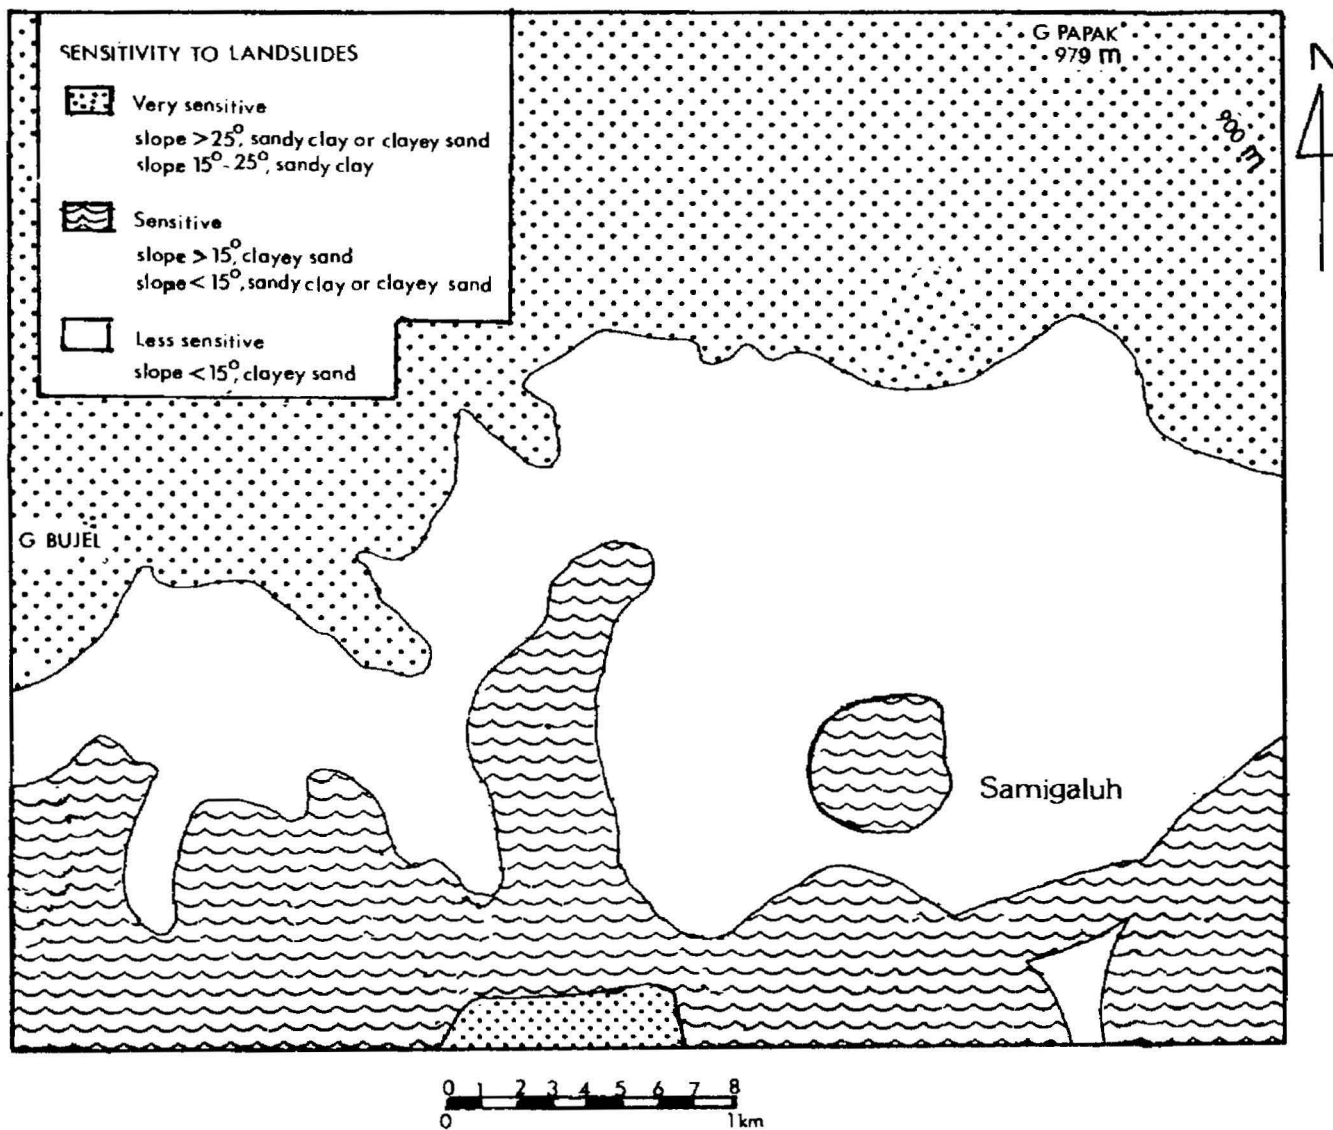 SENSITIVITY TO LANDSLIDES
Very sensitive
slope >25°, sandy clay or clayey sand
slope 15°-25°, sandy clay
Sensitive
slope >15°, clayey sand
slope <15°, sandy clay or clayey sand
Less sensitive
slope <15°, clayey sand
G PAPAK
979 m
900 m
N
G BUJEL
Samigaluh
0 1 2 3 4 5 6 7 8
0 1km